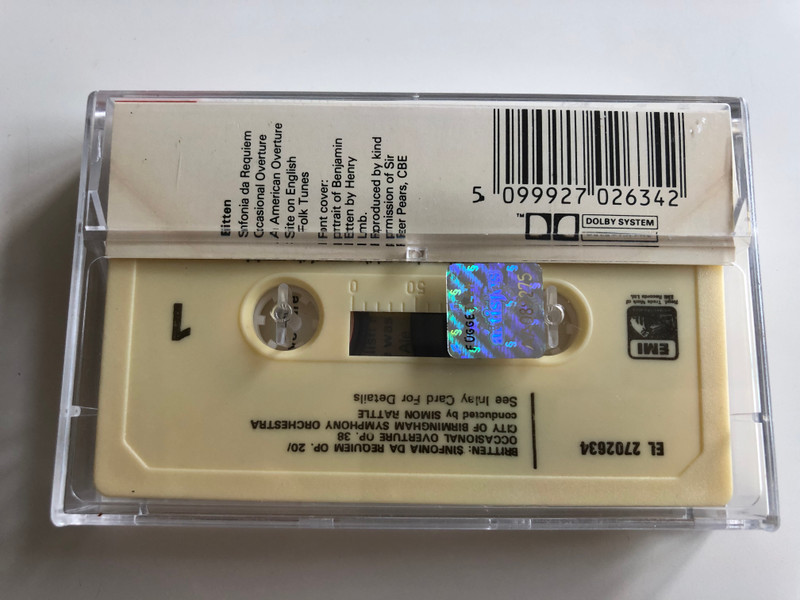 Bitten
Sinfonia da Requiem
Occasional Overture
An American Overture
Suite on English
Folk Tunes
Front cover:
portrait of Benjamin
Britten by Henry
Lamb.
Reproduced by kind
permission of Sir
Peter Pears, CBE
5 099927 026342
TM
DOLBY SYSTEM
1
0 50
FÜGGET
EMI
EL 2702634
BRITTEN: SINFONIA DA REQUIEM OP. 20/
OCCASIONAL OVERTURE OP. 38
CITY OF BIRMINGHAM SYMPHONY ORCHESTRA
conducted by SIMON RATTLE
See Inlay Card For Details